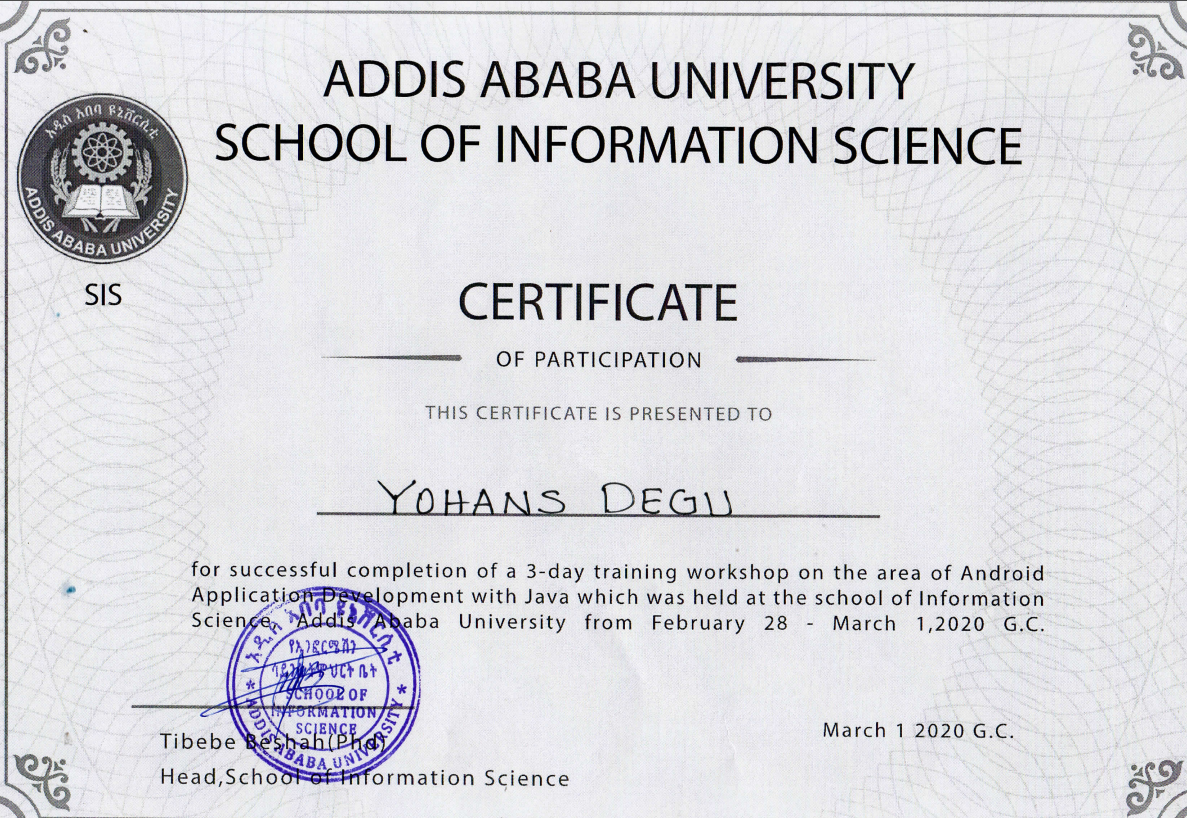 ADDIS ABABA UNIVERSITY
SCHOOL OF INFORMATION SCIENCE
አዲስ አበባ ዩኒቨርሲቲ
ADDIS ABABA UNIVERSITY
SIS
CERTIFICATE
OF PARTICIPATION
THIS CERTIFICATE IS PRESENTED TO
YOHANS DEGU
for successful completion of a 3-day training workshop on the area of Android
Application Development with Java which was held at the school of Information
Science, Addis Ababa University from February 28 - March 1,2020 G.C.
አዲስ አበባ ዩኒቨርሲቲ
የኢንፎርሜሽን
ሳይንስ ትምህርት ቤት
SCHOOL OF
INFORMATION
SCIENCE
ADDIS ABABA UNIVERSITY
Tibebe Beshah(Phd)
Head,School of Information Science
March 1 2020 G.C.